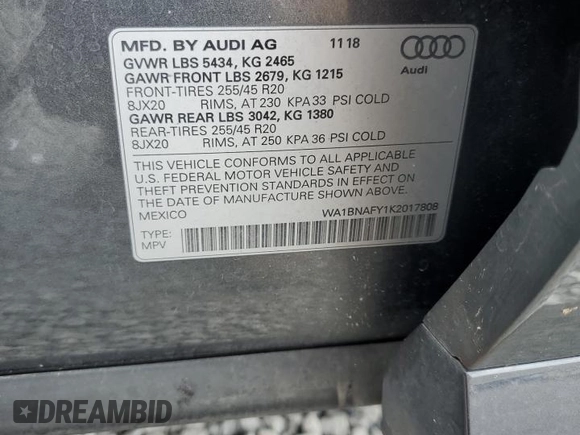 MFD. BY AUDI AG 11 18
GVWR LBS 5434, KG 2465
GAWR FRONT LBS 2679, KG 1215
FRONT-TIRES 255/45 R20
8JX20 RIMS, AT 230 KPA 33 PSI COLD
GAWR REAR LBS 3042, KG 1380
REAR-TIRES 255/45 R20
8JX20 RIMS, AT 250 KPA 36 PSI COLD
Audi
THIS VEHICLE CONFORMS TO ALL APPLICABLE
U.S. FEDERAL MOTOR VEHICLE SAFETY AND
THEFT PREVENTION STANDARDS IN EFFECT ON
THE DATE OF MANUFACTURE SHOWN ABOVE.
MEXICO WA1BNAFY1K2017808
TYPE:
MPV
DREAMBID